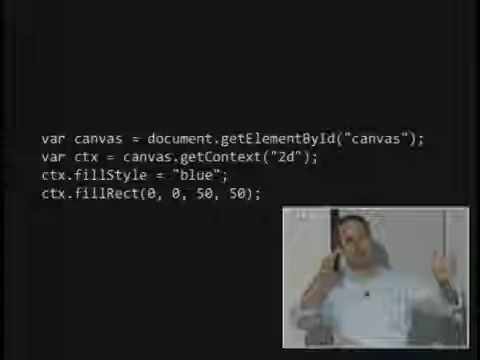 var canvas = document.getElementById("canvas");
var ctx = canvas.getContext("2d");
ctx.fillStyle = "blue";
ctx.fillRect(0, 0, 50, 50);